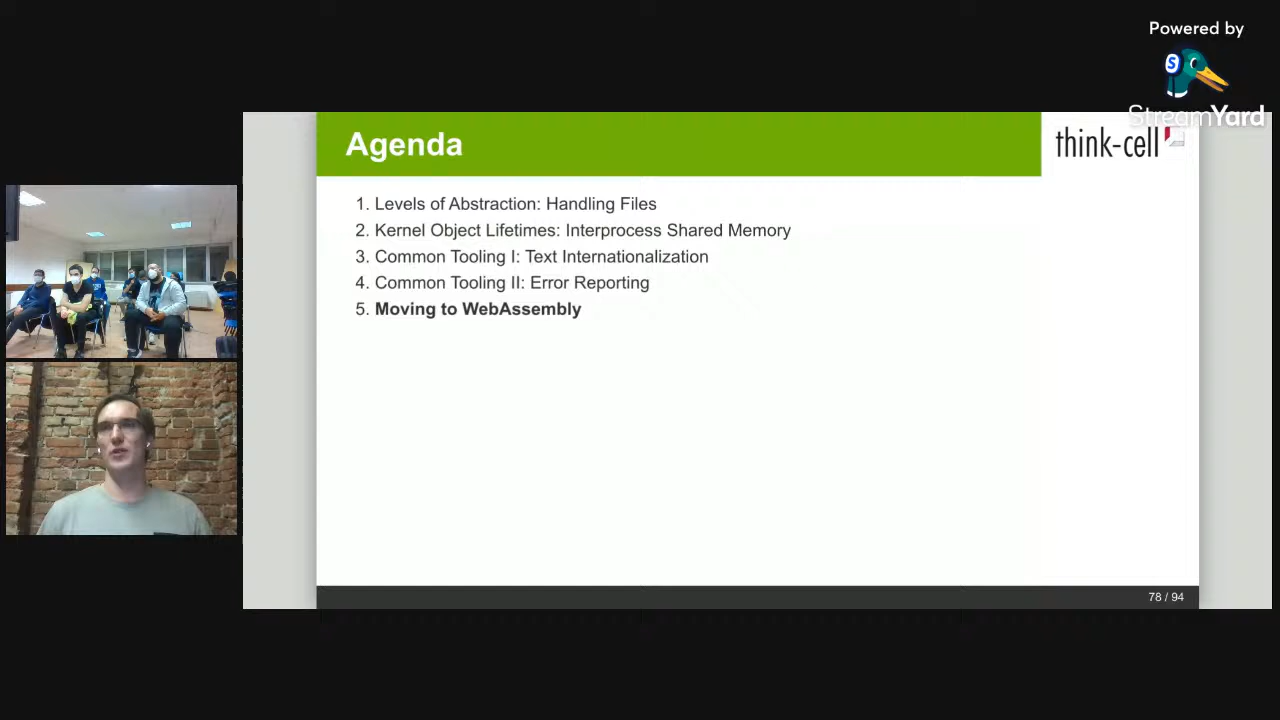 Powered by
S
StreamYard
Agenda
think-cell
1. Levels of Abstraction: Handling Files
2. Kernel Object Lifetimes: Interprocess Shared Memory
3. Common Tooling I: Text Internationalization
4. Common Tooling II: Error Reporting
5. Moving to WebAssembly
78 / 94